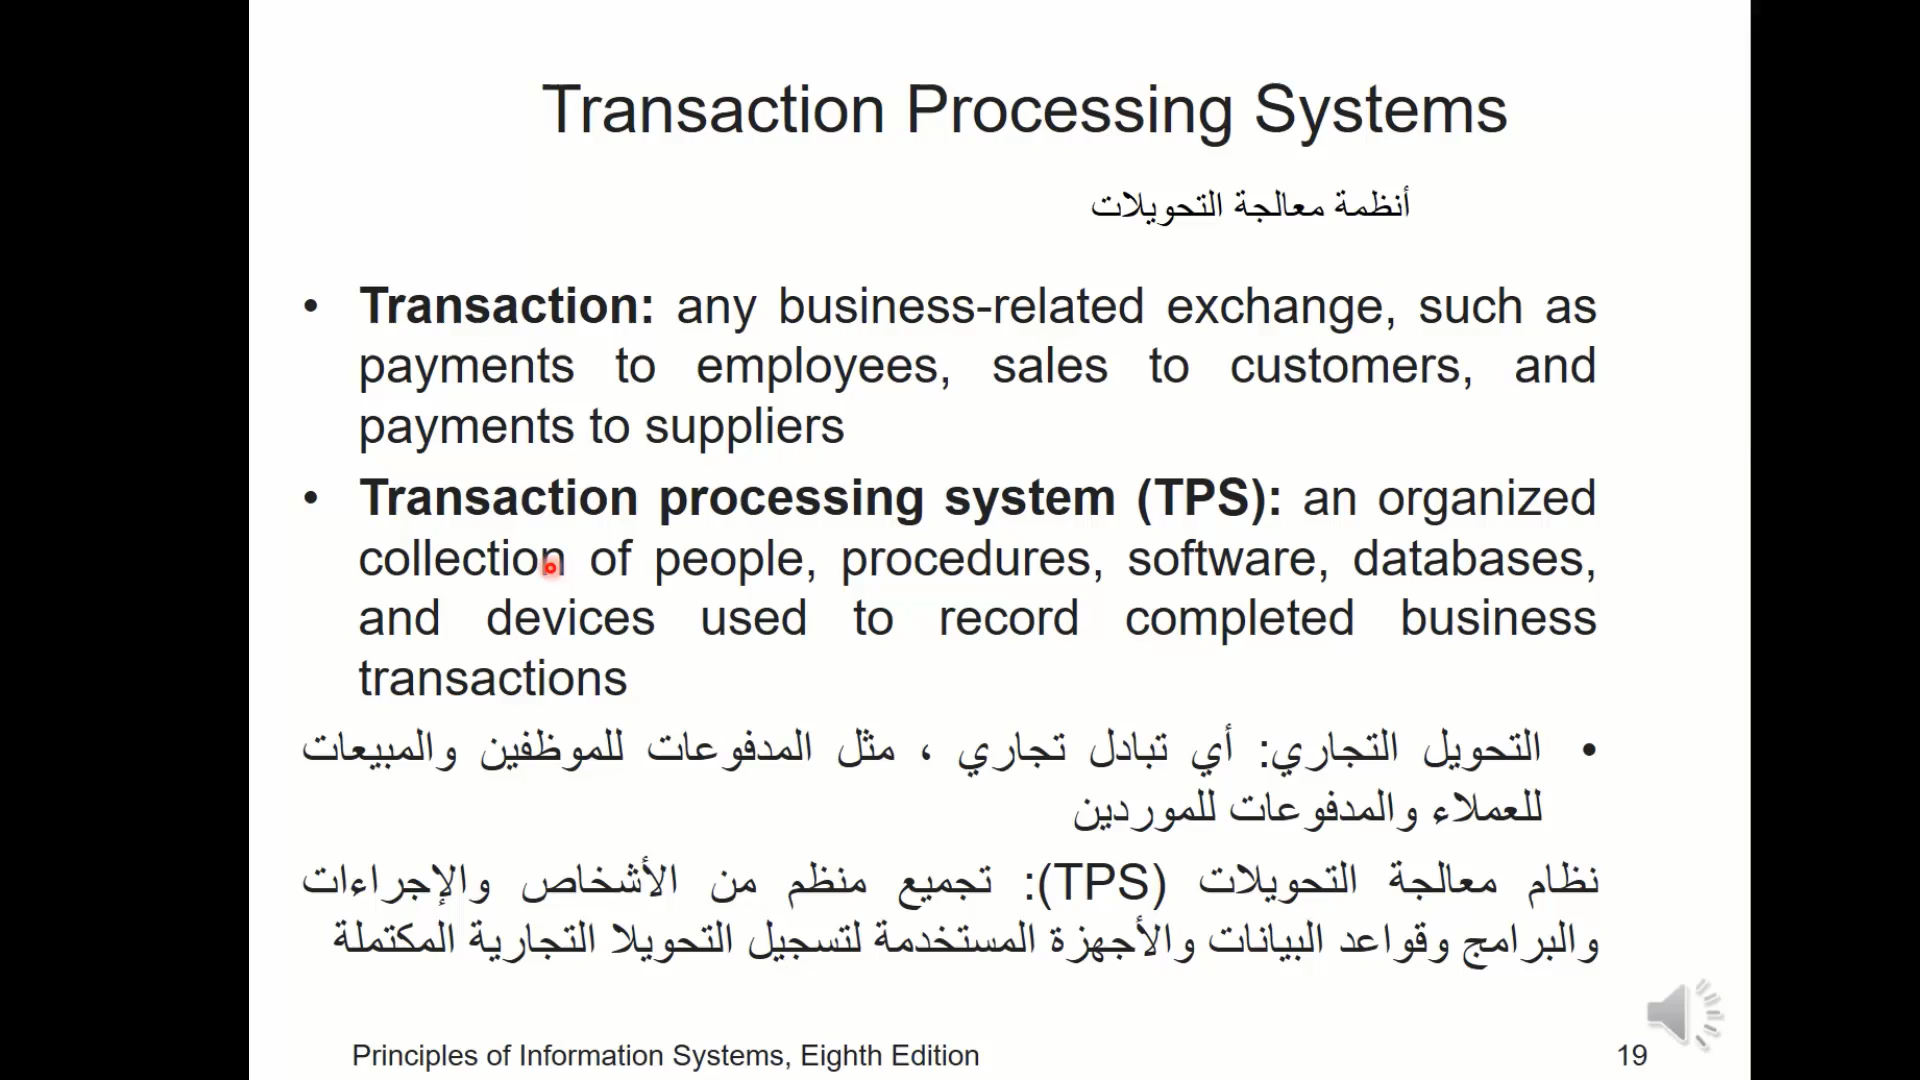 Transaction Processing Systems
أنظمة معالجة التحويلات
• Transaction: any business-related exchange, such as
payments to employees, sales to customers, and
payments to suppliers
• Transaction processing system (TPS): an organized
collection of people, procedures, software, databases,
and devices used to record completed business
transactions
• التحويل التجاري: أي تبادل تجاري ، مثل المدفوعات للموظفين والمبيعات
للعملاء والمدفوعات للموردين
نظام معالجة التحويلات (TPS): تجميع منظم من الأشخاص والإجراءات
والبرامج وقواعد البيانات والأجهزة المستخدمة لتسجيل التحويلا التجارية المكتملة
Principles of Information Systems, Eighth Edition
19